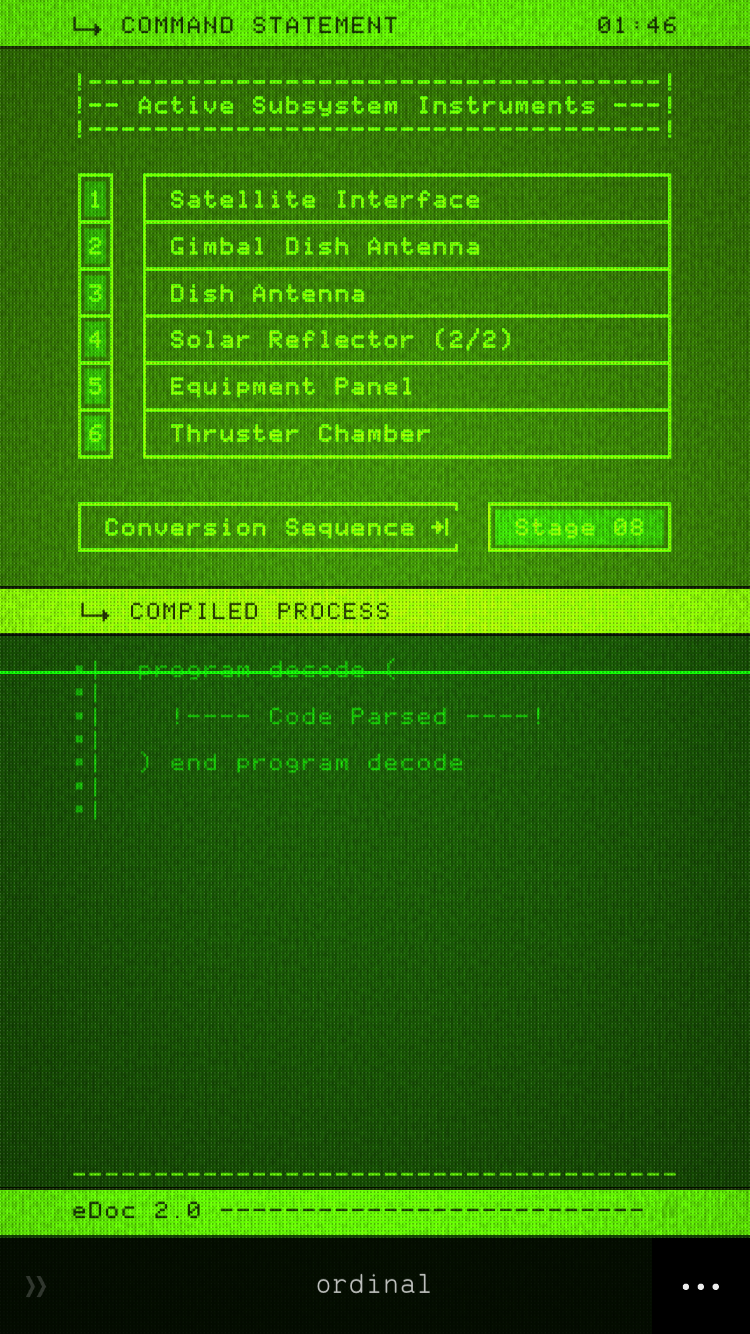 COMMAND STATEMENT 01:46
!-----------------------------------!
!-- Active Subsystem Instruments ---!
!-----------------------------------!
1 Satellite Interface
2 Gimbal Dish Antenna
3 Dish Antenna
4 Solar Reflector (2/2)
5 Equipment Panel
6 Thruster Chamber
Conversion Sequence Stage 08
COMPILED PROCESS
program decode (
!---- Code Parsed ----!
) end program decode
eDoc 2.0 --------------------------
ordinal